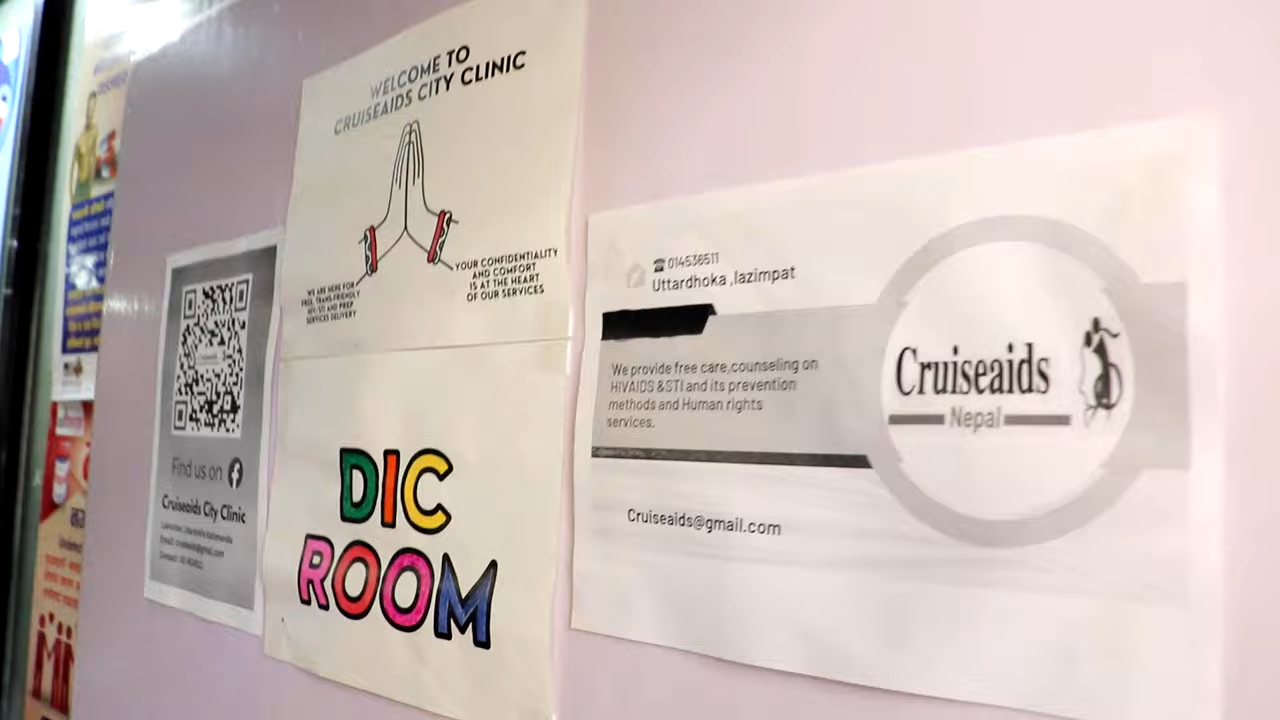 Find us on
Cruiseaids City Clinic
WELCOME TO
CRUISEAIDS CITY CLINIC
WE ARE HERE FOR
FREE, TRANS-FRIENDLY
HIV/STI AND PREP
SERVICES DELIVERY
YOUR CONFIDENTIALITY
AND COMFORT
IS AT THE HEART
OF OUR SERVICES
DIC
ROOM
014536511
Uttardhoka ,lazimpat
We provide free care,counseling on
HIVAIDS &STI and its prevention
methods and Human rights
services.
Cruiseaids
Nepal
Cruiseaids@gmail.com